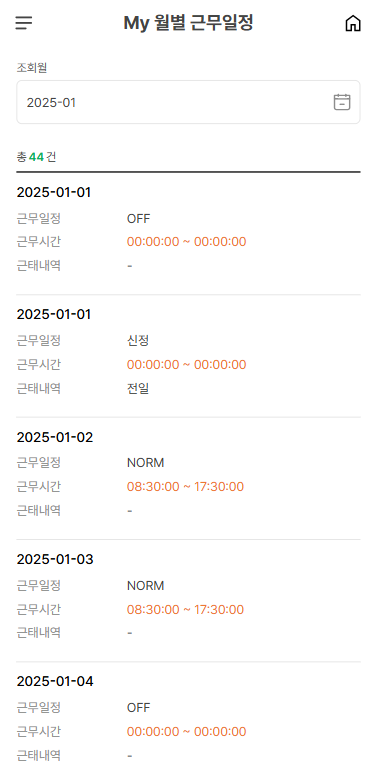 My 월별 근무일정
조회월
2025-01
총 44 건
2025-01-01
근무일정 OFF
근무시간 00:00:00 ~ 00:00:00
근태내역 -
2025-01-01
근무일정 신정
근무시간 00:00:00 ~ 00:00:00
근태내역 전일
2025-01-02
근무일정 NORM
근무시간 08:30:00 ~ 17:30:00
근태내역 -
2025-01-03
근무일정 NORM
근무시간 08:30:00 ~ 17:30:00
근태내역 -
2025-01-04
근무일정 OFF
근무시간 00:00:00 ~ 00:00:00
근태내역 -